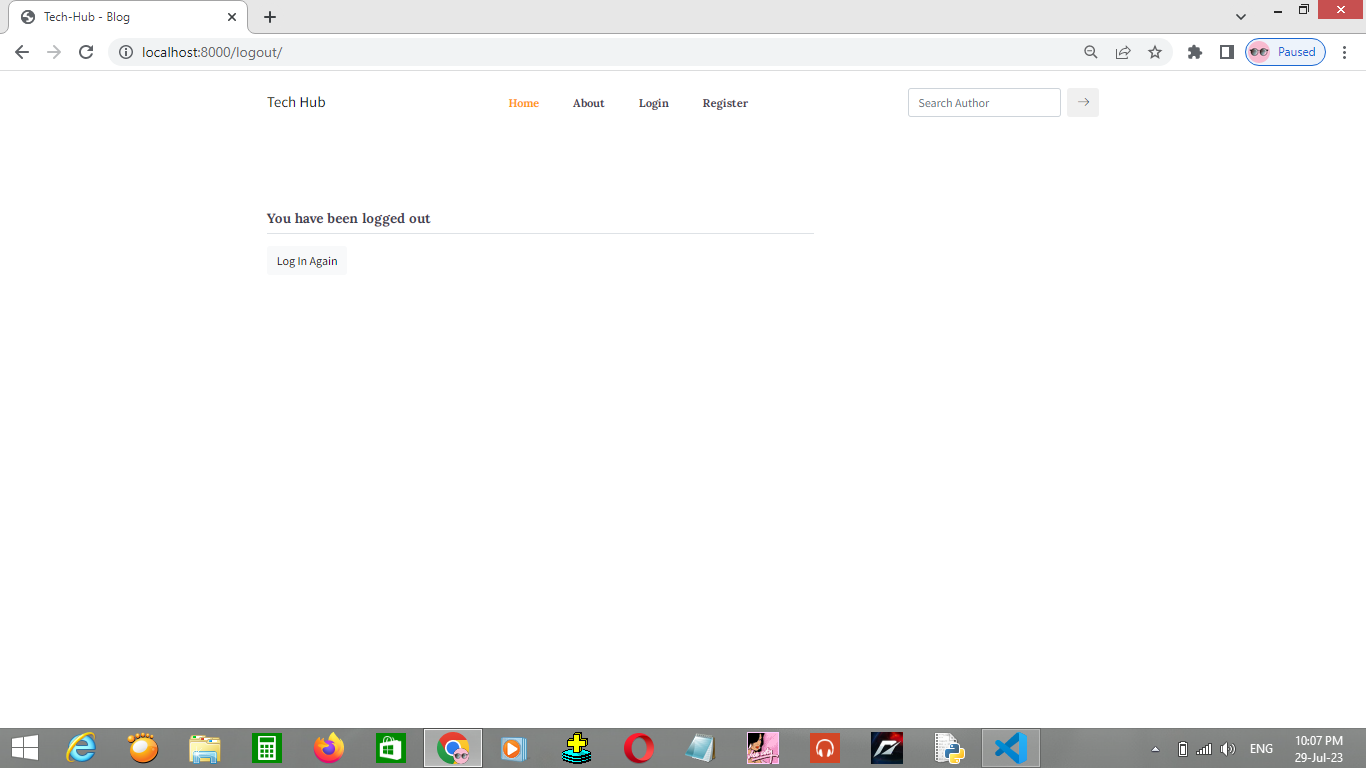 Tech-Hub - Blog
localhost:8000/logout/
Paused
Tech Hub
Home
About
Login
Register
Search Author
You have been logged out
Log In Again
ENG
10:07 PM
29-Jul-23